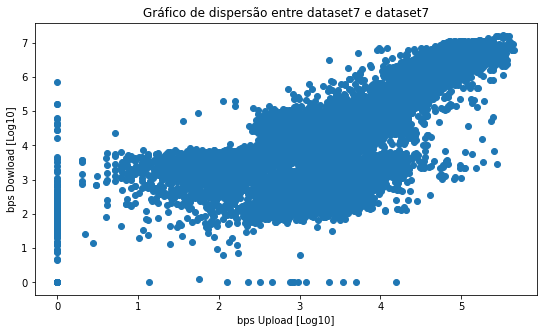 Gráfico de dispersão entre dataset7 e dataset7
bps Dowload [Log10]
7
6
5
4
3
2
1
0
0 1 2 3 4 5
bps Upload [Log10]